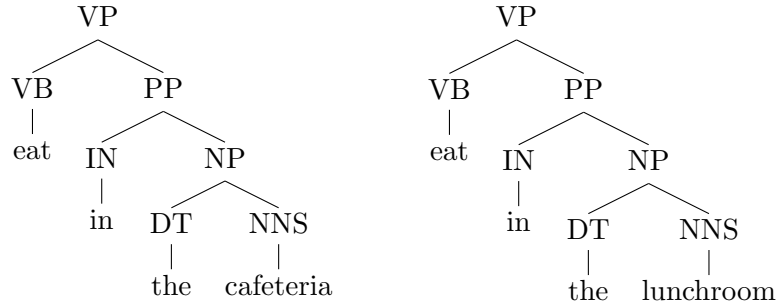 VP VP
VB PP VB PP
eat IN NP eat IN NP
in DT NNS in DT NNS
the cafeteria the lunchroom